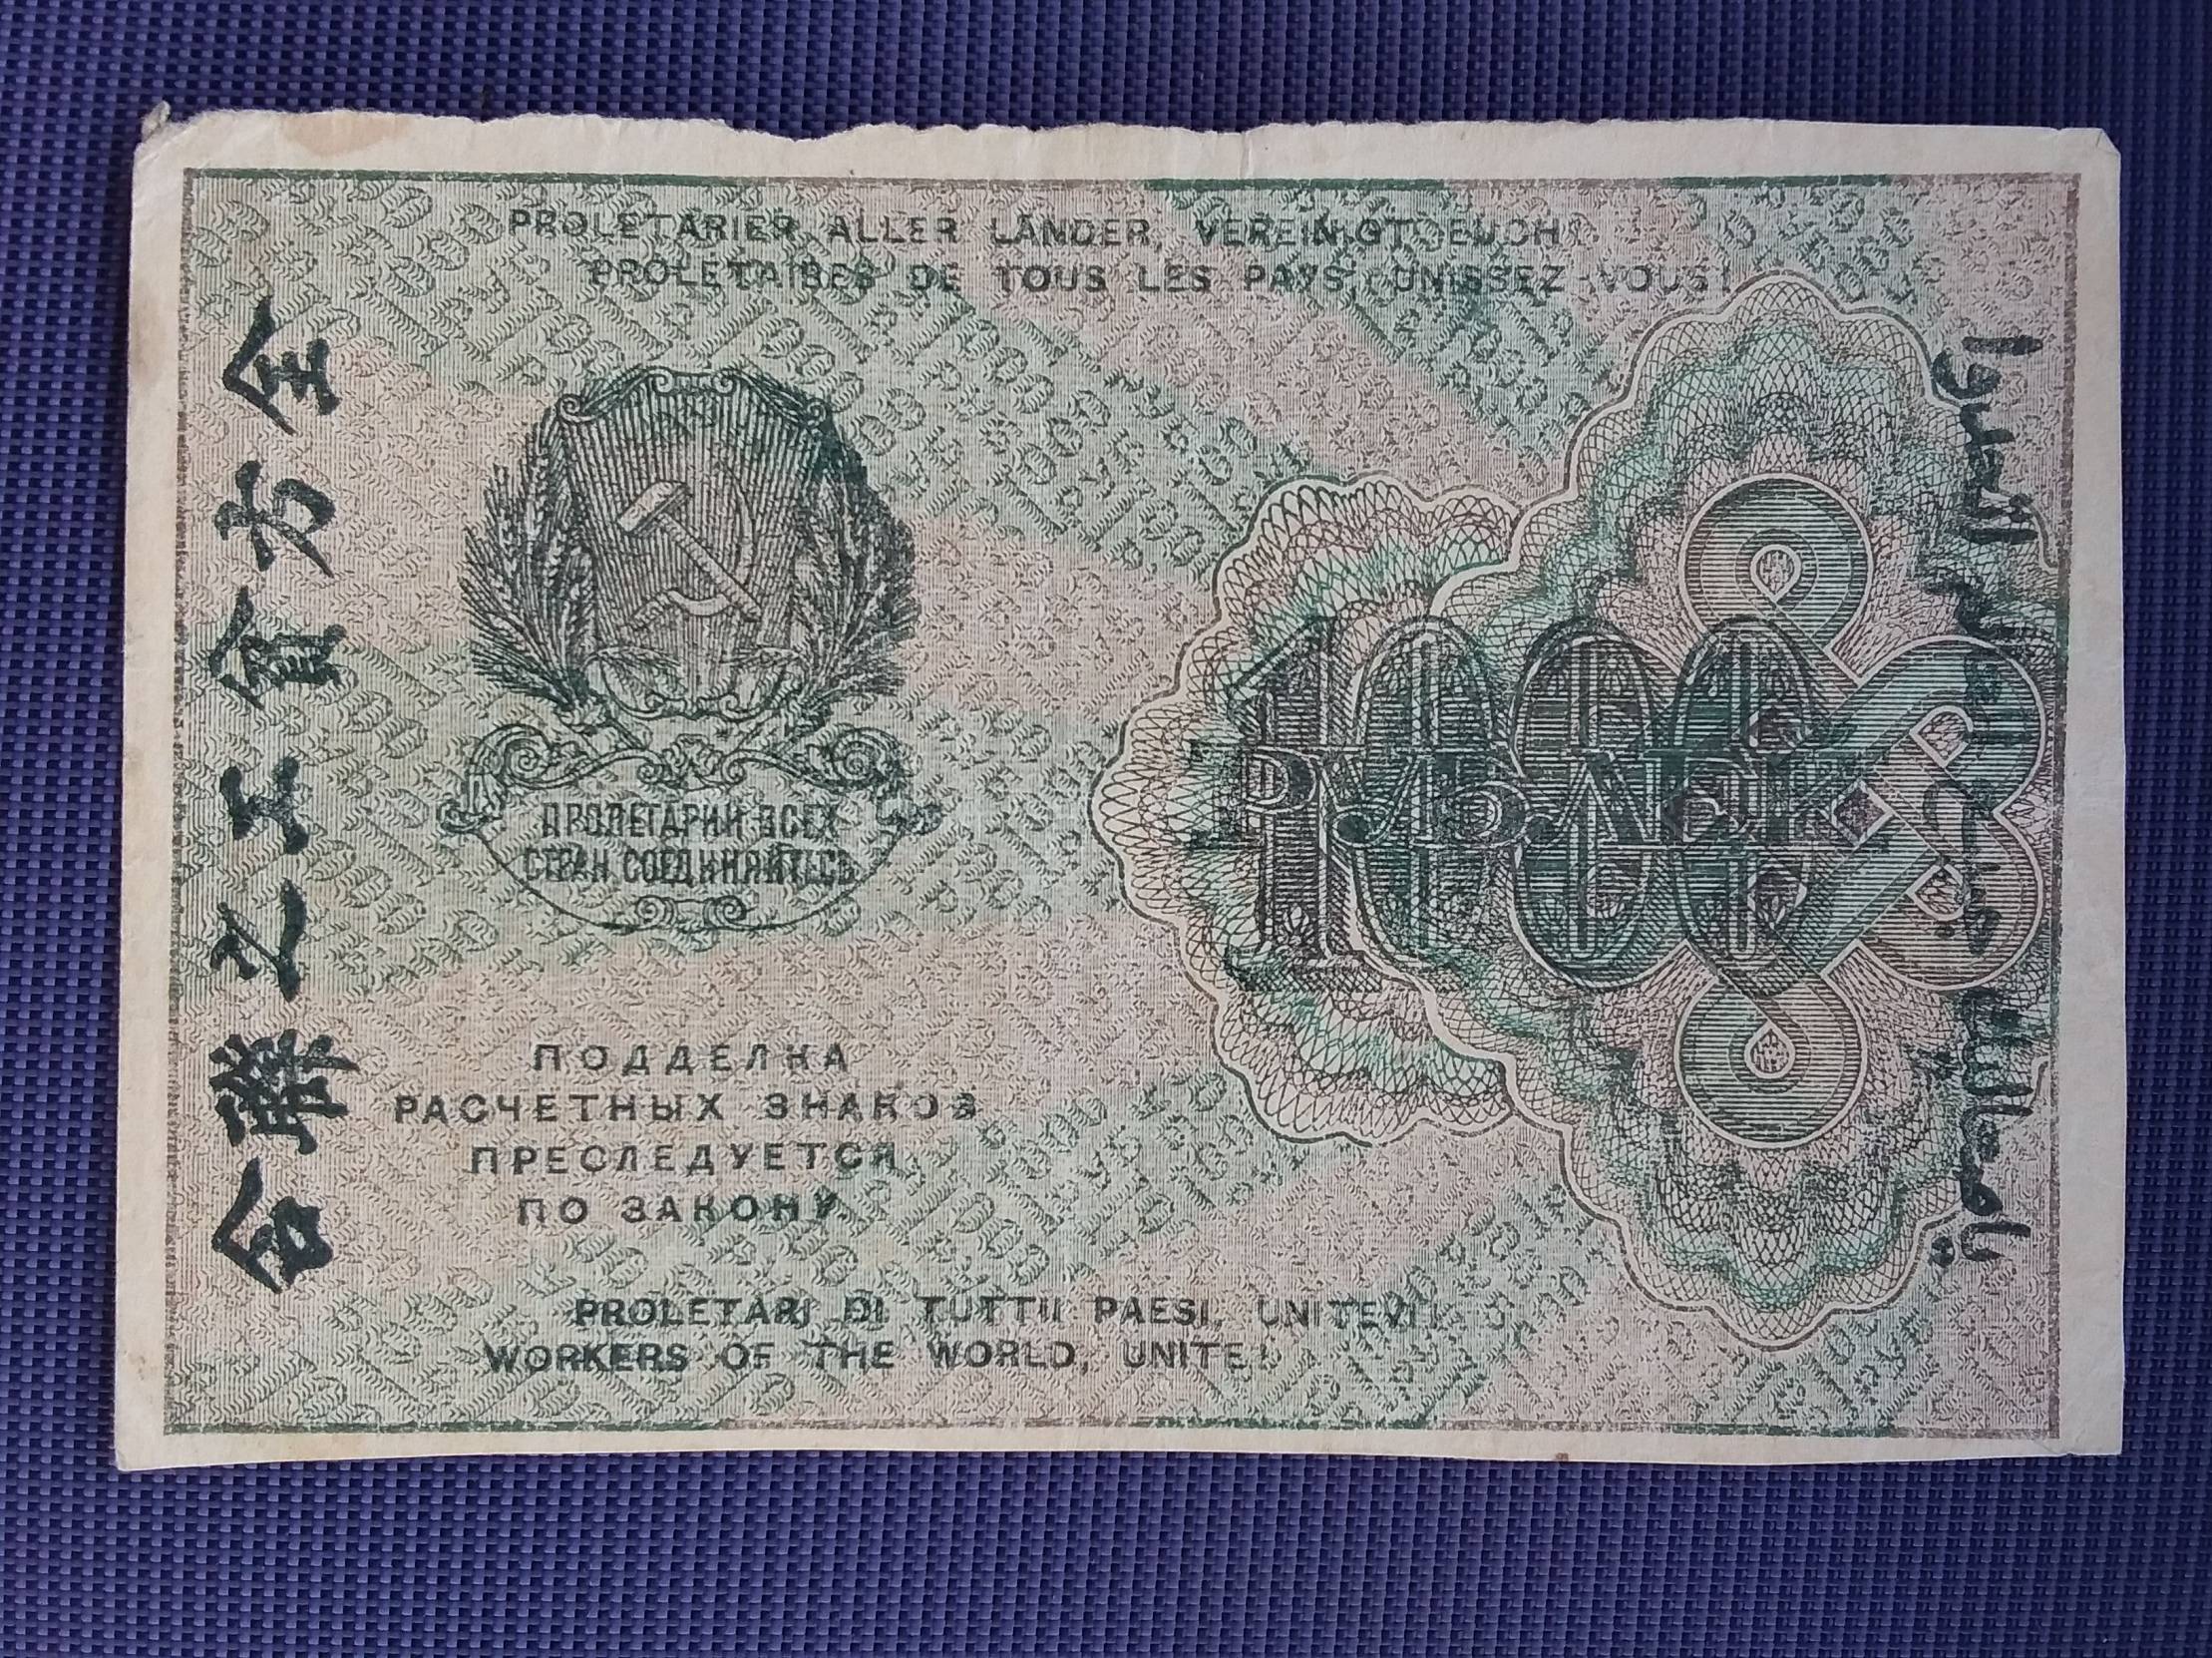 PROLETARIER ALLER LÄNDER, VEREINIGT EUCH!
PROLETAIRES DE TOUS LES PAYS, UNISSEZ-VOUS!
全方貧工之聯合
ПРОЛЕТАРИИ ВСЕХ
СТРАН СОЕДИНЯЙТЕСЬ
1000
РУБЛЕЙ
ПОДДЕЛКА
РАСЧЕТНЫХ ЗНАКОВ
ПРЕСЛЕДУЕТСЯ
ПО ЗАКОНУ.
PROLETARI DI TUTTI I PAESI, UNITEVI!
WORKERS OF THE WORLD, UNITE!